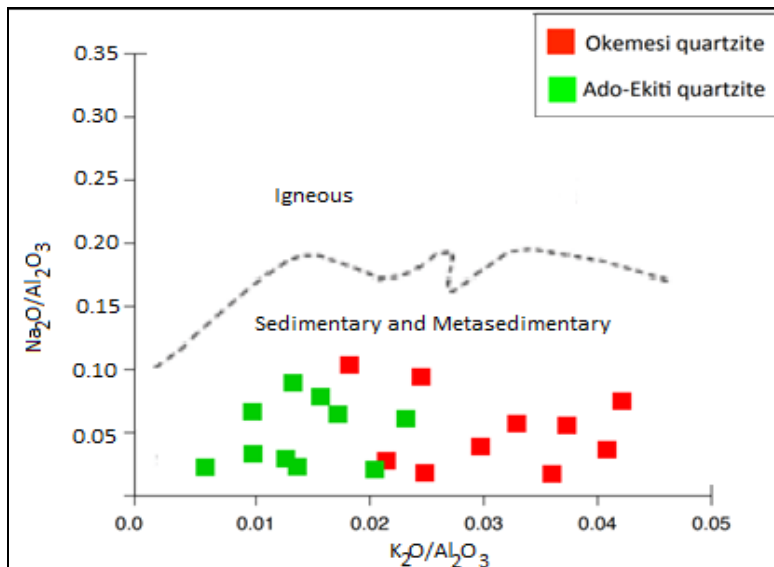 Okemesi quartzite
Ado-Ekiti quartzite
0.35
0.30
0.25
0.20
0.15
0.10
0.05
Na₂O/Al₂O₃
Igneous
Sedimentary and Metasedimentary
0.0 0.01 0.02 0.03 0.04 0.05
K₂O/Al₂O₃